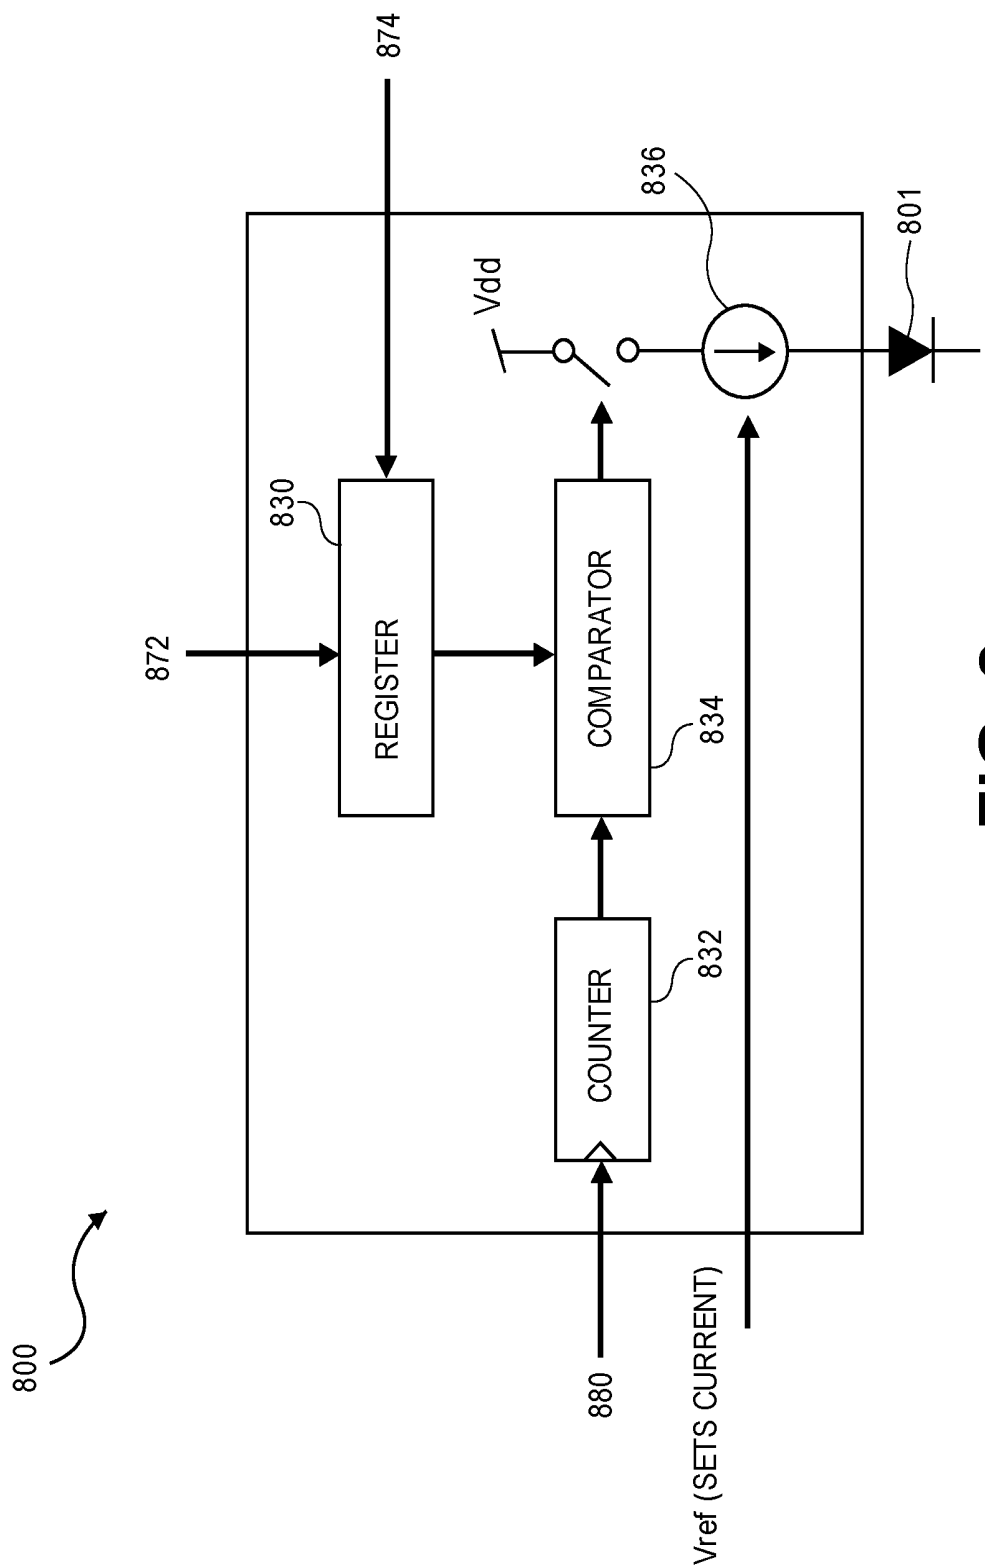 800
872
830
REGISTER
874
Vdd
880
COUNTER
COMPARATOR
836
Vref (SETS CURRENT)
832
834
801